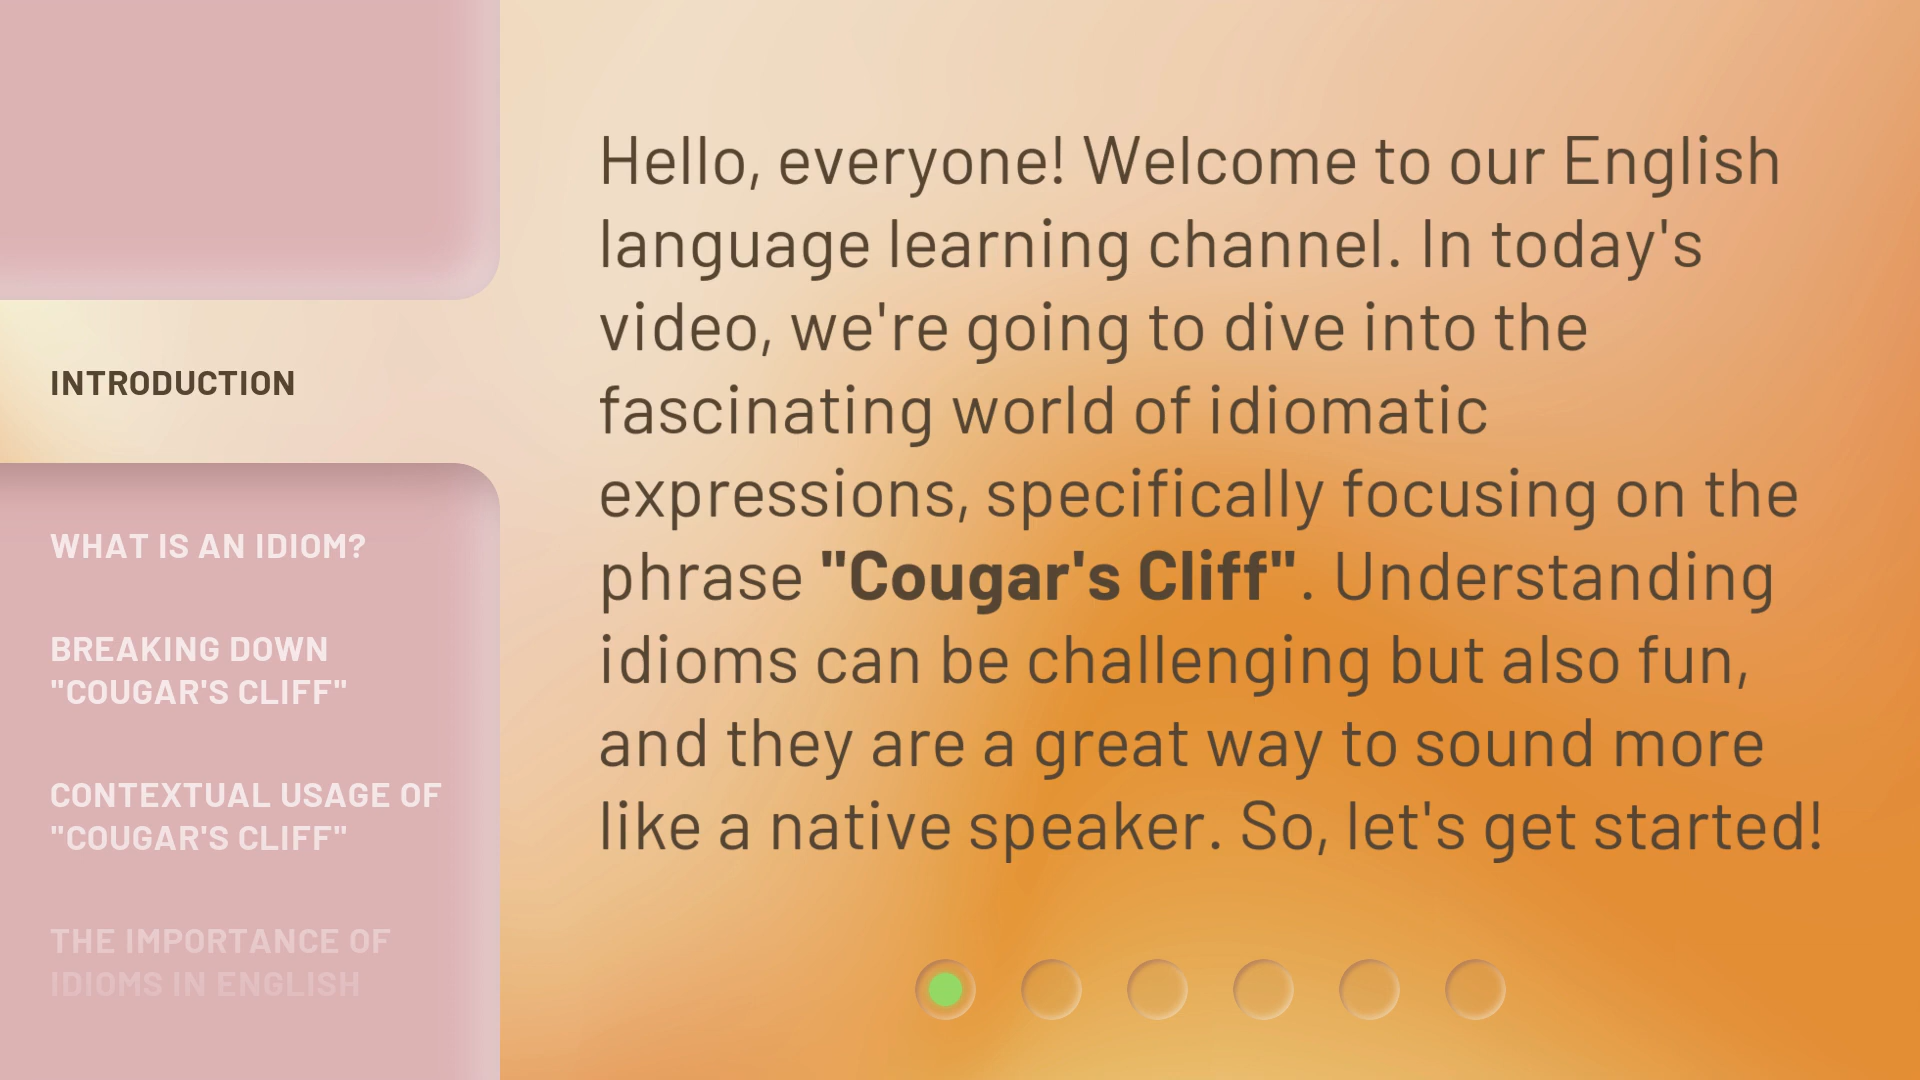 INTRODUCTION
WHAT IS AN IDIOM?
BREAKING DOWN
"COUGAR'S CLIFF"
CONTEXTUAL USAGE OF
"COUGAR'S CLIFF"
THE IMPORTANCE OF
IDIOMS IN ENGLISH
Hello, everyone! Welcome to our English
language learning channel. In today's
video, we're going to dive into the
fascinating world of idiomatic
expressions, specifically focusing on the
phrase "Cougar's Cliff". Understanding
idioms can be challenging but also fun,
and they are a great way to sound more
like a native speaker. So, let's get started!